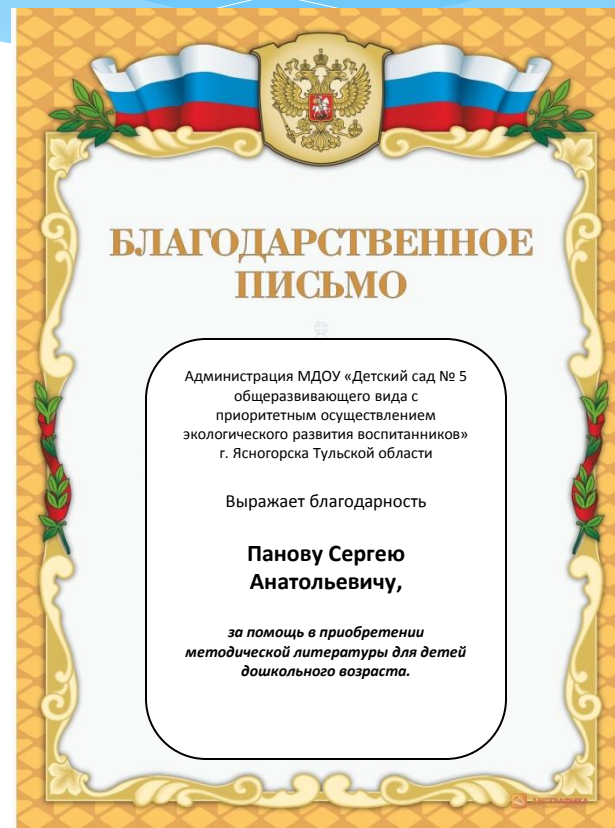 БЛАГОДАРСТВЕННОЕ
ПИСЬМО
Администрация МДОУ «Детский сад № 5
общеразвивающего вида с
приоритетным осуществлением
экологического развития воспитанников»
г. Ясногорска Тульской области
Выражает благодарность
Панову Сергею
Анатольевичу,
за помощь в приобретении
методической литературы для детей
дошкольного возраста.